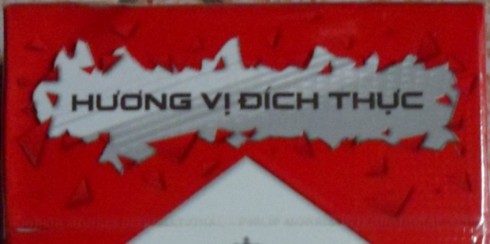 HƯƠNG VỊ ĐÍCH THỰC